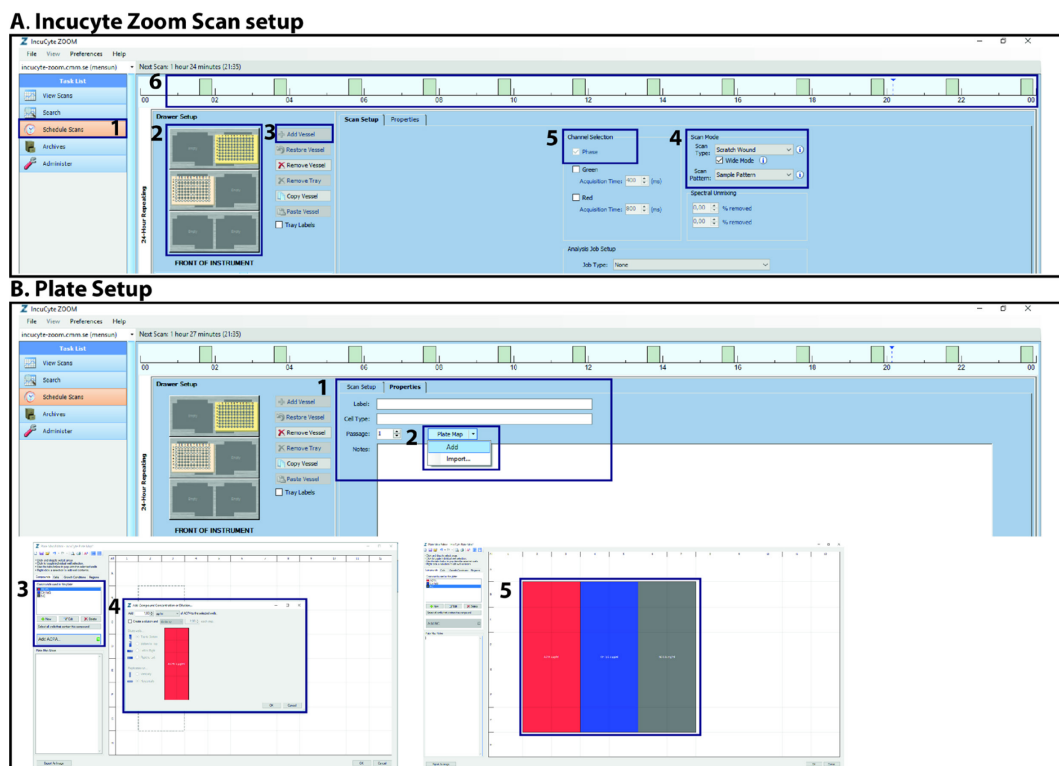 A. Incucyte Zoom Scan setup
IncuCyte ZOOM
File View Preferences Help
incucyte-zoom.cmm.se (mensun) Next Scan: 1 hour 24 minutes (21:35)
Task List
View Scans
Search
Schedule Scans
Archives
Administer
1
6
00 02 04 06 08 10 12 14 16 18 20 22 00
24-Hour Repeating
Drawer Setup
2
FRONT OF INSTRUMENT
3
Add Vessel
Restore Vessel
Remove Vessel
Remove Tray
Copy Vessel
Paste Vessel
Tray Labels
Scan Setup Properties
5
Channel Selection
Phase
Green
Acquisition Time: 400 (ms)
Red
Acquisition Time: 800 (ms)
4
Scan Mode
Scan Type: Scratch Wound
Wide Mode
Scan Pattern: Sample Pattern
Spectral Unmixing
0.00 % removed
0.00 % removed
Analysis Job Setup
Job Type: None
B. Plate Setup
IncuCyte ZOOM
File View Preferences Help
incucyte-zoom.cmm.se (mensun) Next Scan: 1 hour 27 minutes (21:35)
Task List
View Scans
Search
Schedule Scans
Archives
Administer
00 02 04 06 08 10 12 14 16 18 20 22 00
24-Hour Repeating
Drawer Setup
FRONT OF INSTRUMENT
Add Vessel
Restore Vessel
Remove Vessel
Remove Tray
Copy Vessel
Paste Vessel
Tray Labels
1
Scan Setup Properties
Label:
Cell Type:
Passage: 1
2
Plate Map
Add
Import...
Notes:
3
4
OK Cancel
5